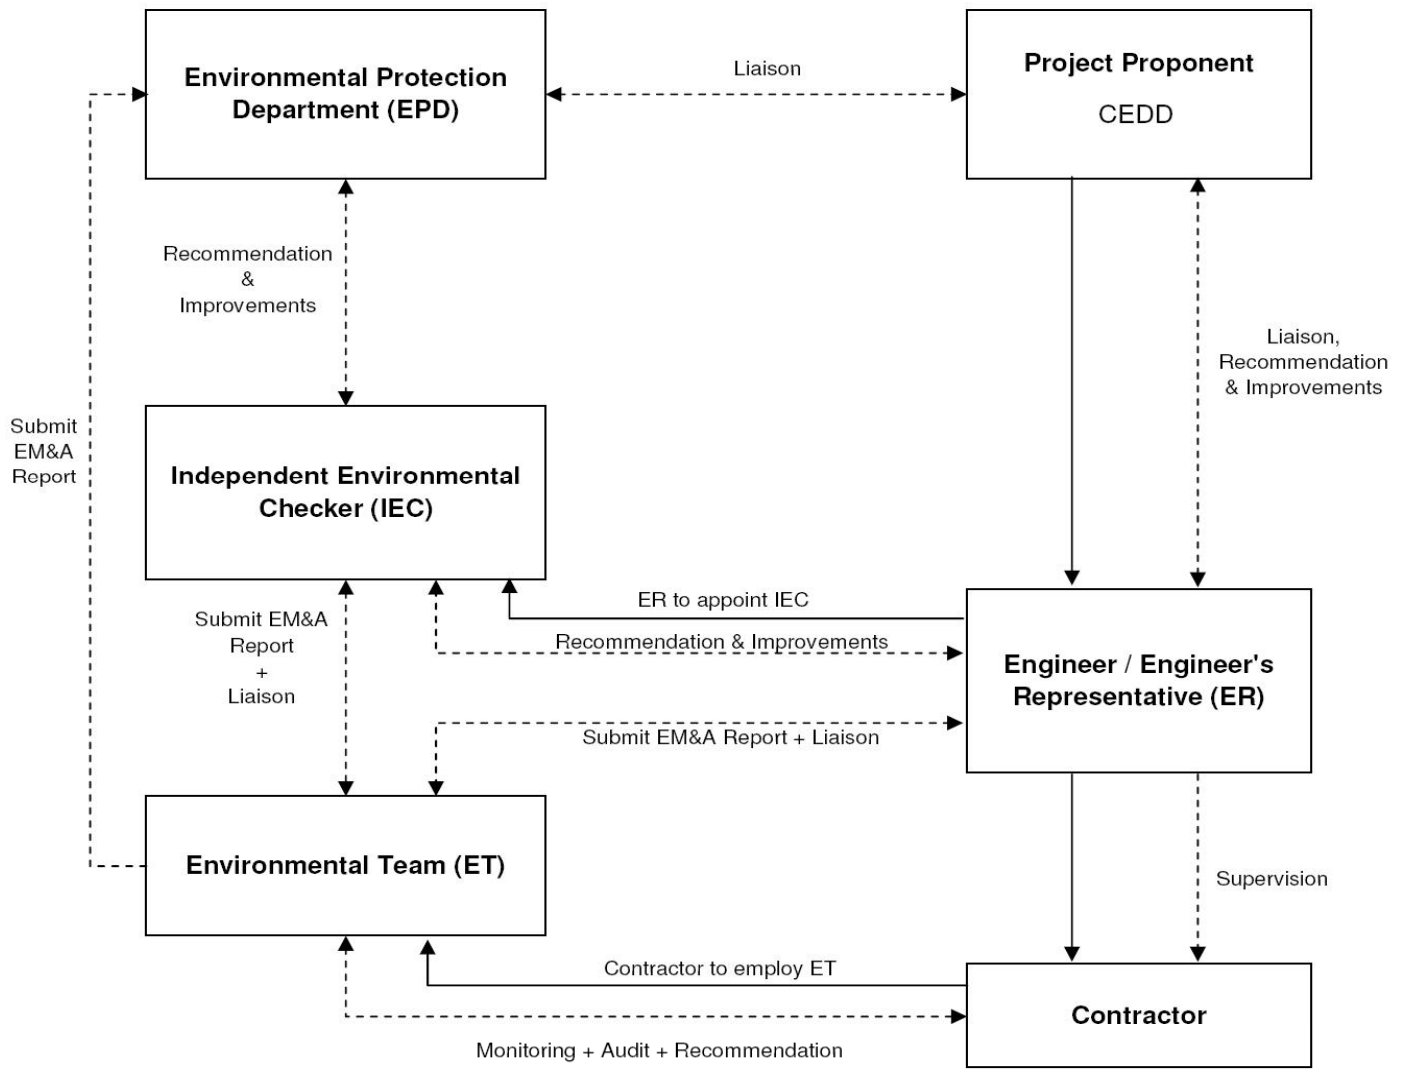 Environmental Protection
Department (EPD)
Liaison
Project Proponent
CEDD
Recommendation
&
Improvements
Liaison,
Recommendation
& Improvements
Submit
EM&A
Report
Independent Environmental
Checker (IEC)
ER to appoint IEC
Submit EM&A
Report
+
Liaison
Recommendation & Improvements
Engineer / Engineer's
Representative (ER)
Submit EM&A Report + Liaison
Environmental Team (ET)
Supervision
Contractor to employ ET
Contractor
Monitoring + Audit + Recommendation